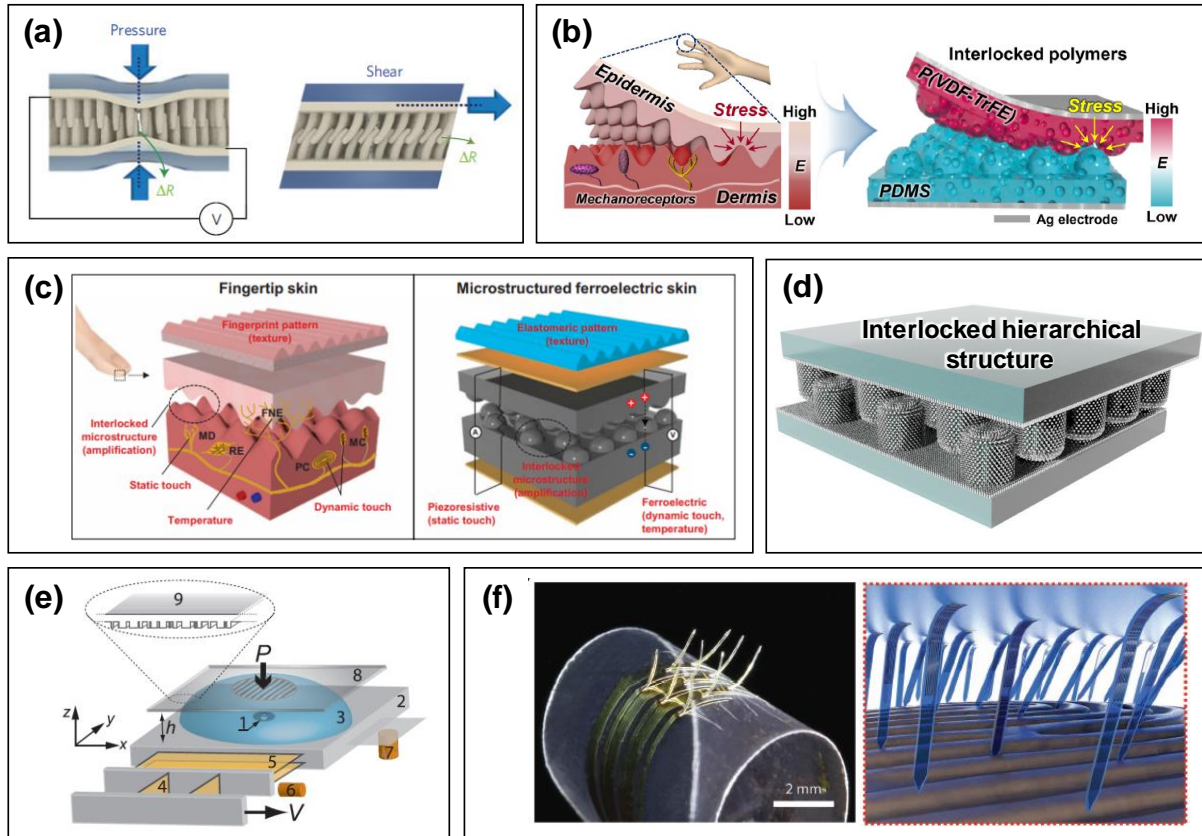 (a)
Pressure
ΔR
V
Shear
ΔR
(b)
Epidermis
Stress
Mechanoreceptors
Dermis
High
E
Low
Interlocked polymers
P(VDF-TrFE)
Stress
PDMS
High
E
Low
Ag electrode
(c)
Fingertip skin
Fingerprint pattern
(texture)
Interlocked
microstructure
(amplification)
FNE
MD
RE
MC
PC
Static touch
Temperature
Dynamic touch
Microstructured ferroelectric skin
Elastomeric pattern
(texture)
+ +
A
V
- -
Interlocked
microstructure
(amplification)
Piezoresistive
(static touch)
Ferroelectric
(dynamic touch,
temperature)
(d)
Interlocked hierarchical
structure
(e)
9
P
8
2
z
y
x
h
1
3
5
7
4
6
V
(f)
2 mm